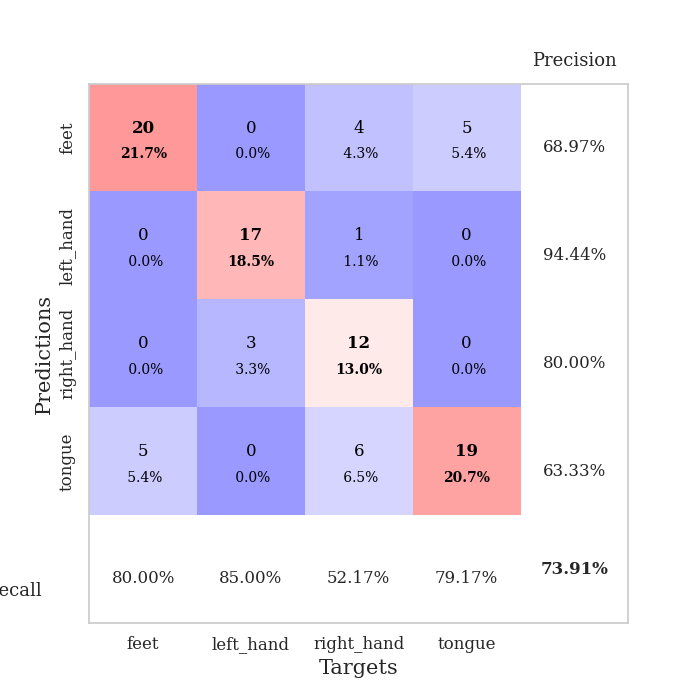 Precision
feet
20 0 4 5
21.7% 0.0% 4.3% 5.4%
68.97%
left_hand
0 17 1 0
0.0% 18.5% 1.1% 0.0%
94.44%
Predictions
right_hand
0 3 12 0
0.0% 3.3% 13.0% 0.0%
80.00%
tongue
5 0 6 19
5.4% 0.0% 6.5% 20.7%
63.33%
ecall
80.00% 85.00% 52.17% 79.17% 73.91%
feet left_hand right_hand tongue
Targets